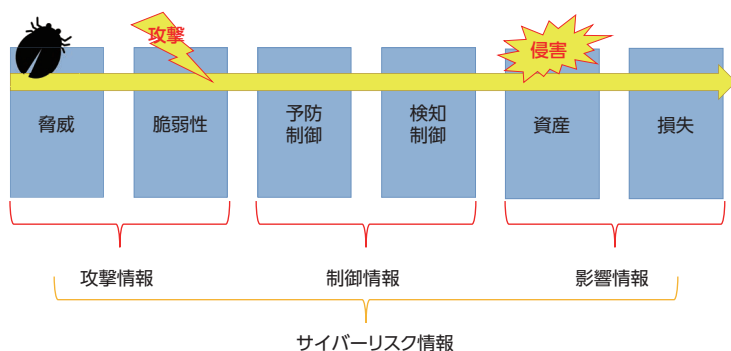 攻撃
侵害
脅威
脆弱性
予防
制御
検知
制御
資産
損失
攻撃情報
制御情報
影響情報
サイバーリスク情報